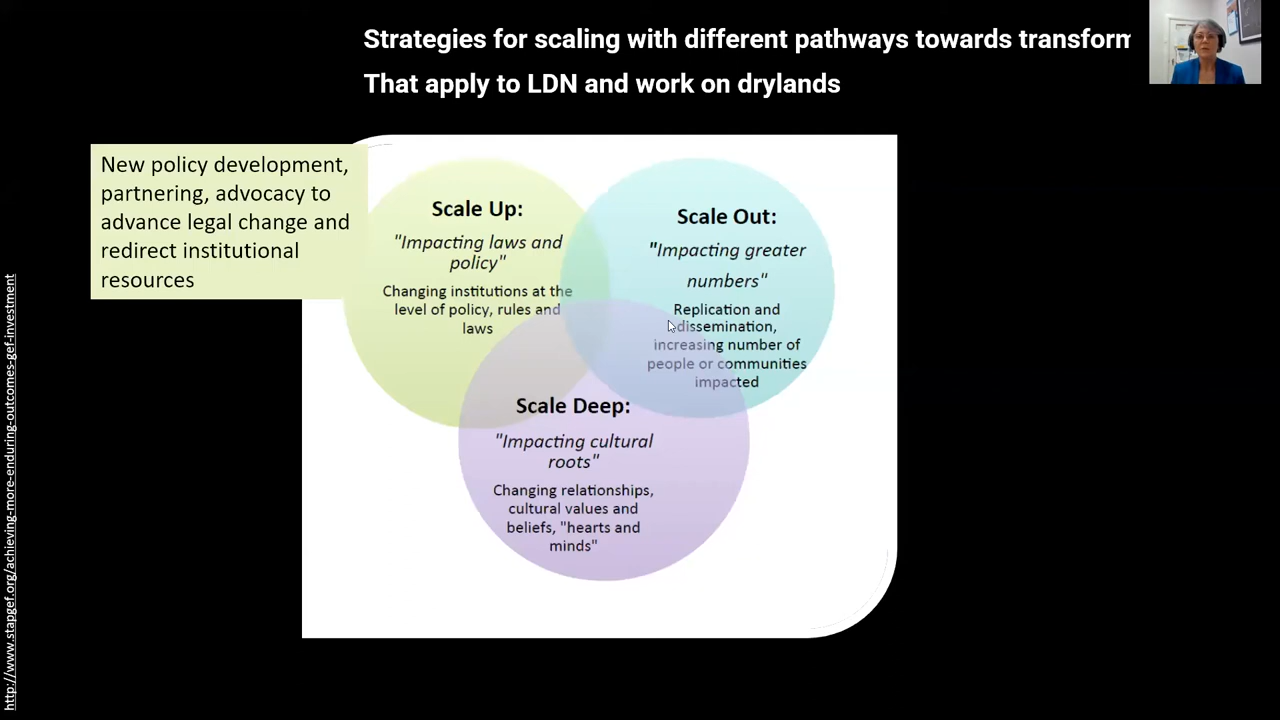 Strategies for scaling with different pathways towards transform
That apply to LDN and work on drylands
New policy development,
partnering, advocacy to
advance legal change and
redirect institutional
resources
Scale Up:
"Impacting laws and
policy"
Changing institutions at the
level of policy, rules and
laws
Scale Out:
"Impacting greater
numbers"
Replication and
dissemination,
increasing number of
people or communities
impacted
Scale Deep:
"Impacting cultural
roots"
Changing relationships,
cultural values and
beliefs, "hearts and
minds"
http://www.stapgef.org/achieving-more-enduring-outcomes-gef-investment